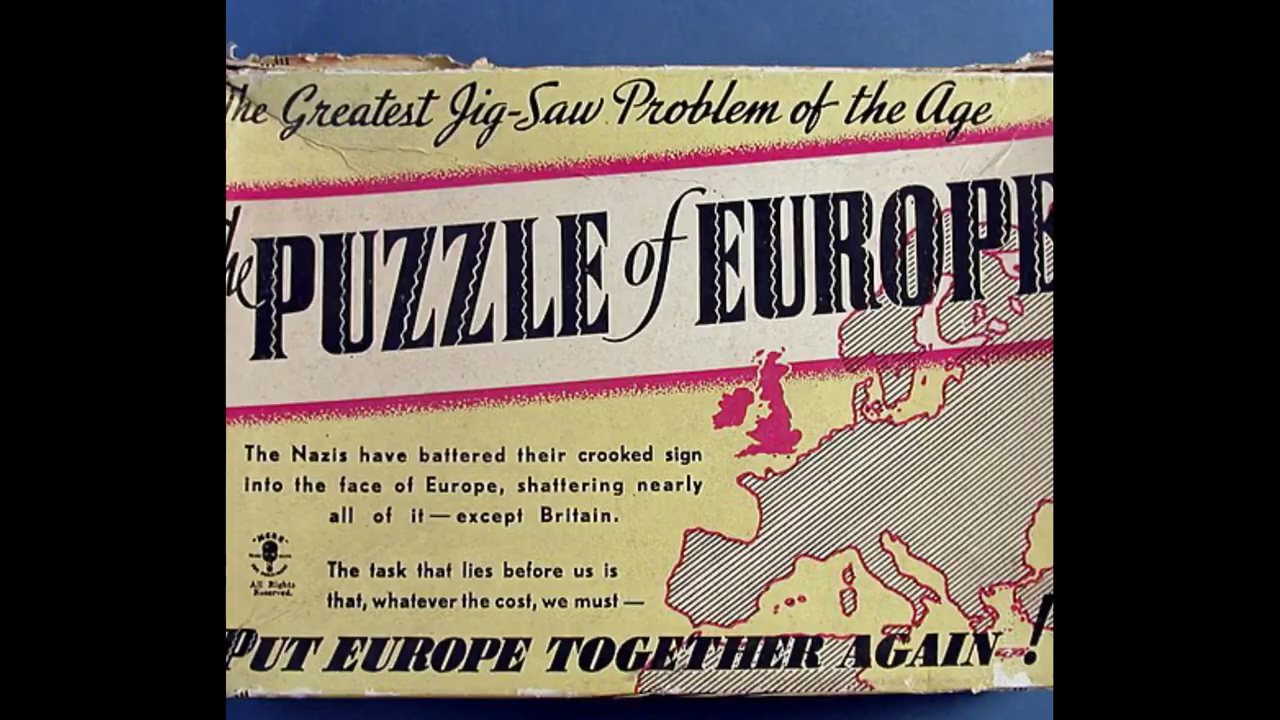 The Greatest Jig-Saw Problem of the Age
The PUZZLE of EUROPE
The Nazis have battered their crooked sign
into the face of Europe, shattering nearly
all of it — except Britain.
The task that lies before us is
that, whatever the cost, we must —
All Rights
Reserved.
PUT EUROPE TOGETHER AGAIN !